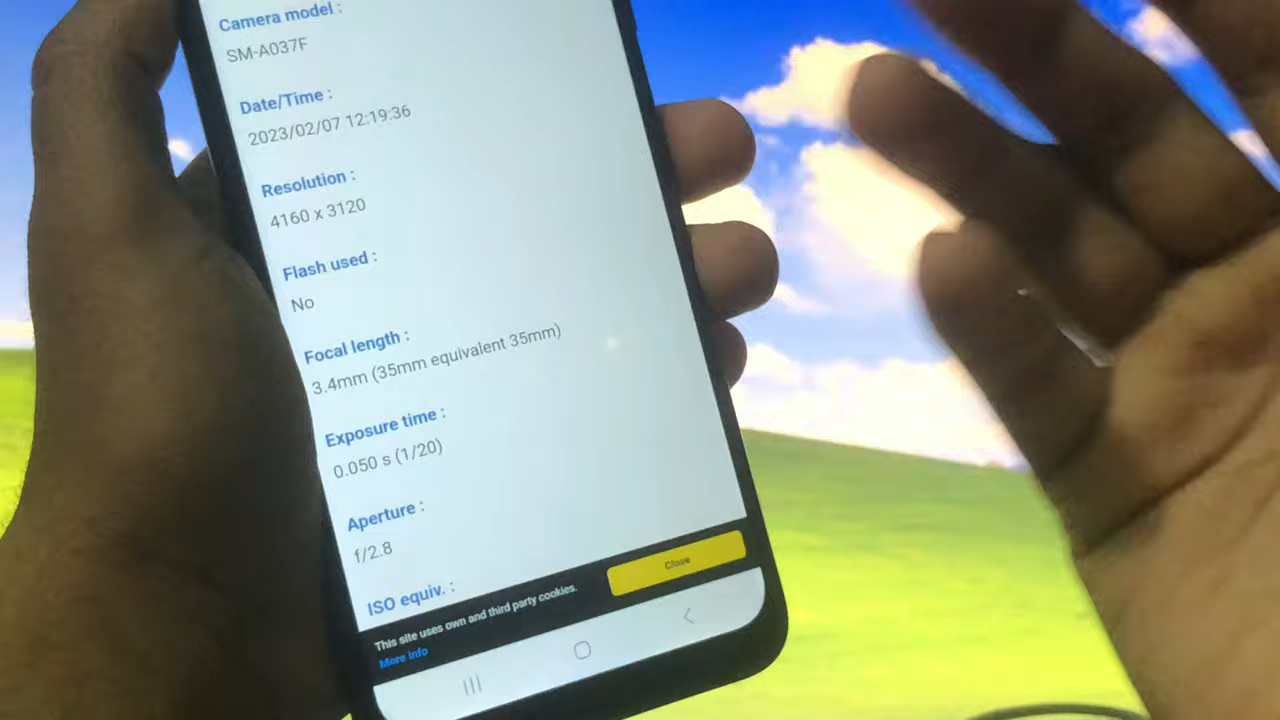 Camera model :
SM-A037F
Date/Time :
2023/02/07 12:19:36
Resolution :
4160 x 3120
Flash used :
No
Focal length :
3.4mm (35mm equivalent 35mm)
Exposure time :
0.050 s (1/20)
Aperture :
f/2.8
ISO equiv. :
This site uses own and third party cookies.
More info
Close